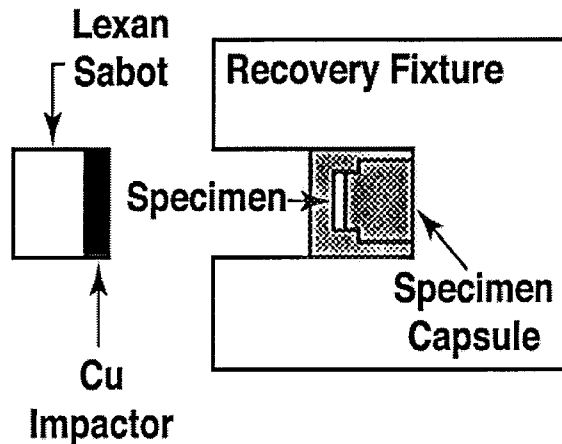 Lexan
Sabot
Recovery Fixture
Specimen
Specimen
Capsule
Cu
Impactor